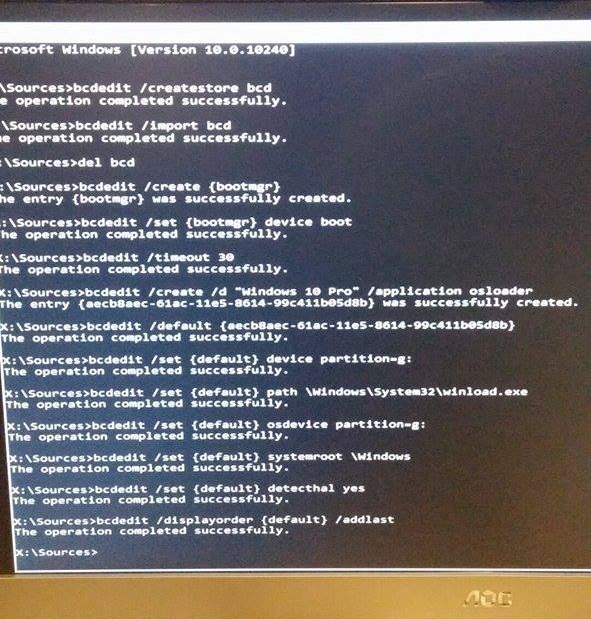 crosoft Windows [Version 10.0.10240]
:\Sources>bcdedit /createstore bcd
e operation completed successfully.
:\Sources>bcdedit /import bcd
e operation completed successfully.
:\Sources>del bcd
:\Sources>bcdedit /create {bootmgr}
he entry {bootmgr} was successfully created.
:\Sources>bcdedit /set {bootmgr} device boot
he operation completed successfully.
X:\Sources>bcdedit /timeout 30
The operation completed successfully.
X:\Sources>bcdedit /create /d "Windows 10 Pro" /application osloader
The entry {aecb8aec-61ac-11e5-8614-99c411b05d8b} was successfully created.
X:\Sources>bcdedit /default {aecb8aec-61ac-11e5-8614-99c411b05d8b}
The operation completed successfully.
X:\Sources>bcdedit /set {default} device partition=g:
The operation completed successfully.
X:\Sources>bcdedit /set {default} path \Windows\System32\winload.exe
The operation completed successfully.
X:\Sources>bcdedit /set {default} osdevice partition=g:
The operation completed successfully.
X:\Sources>bcdedit /set {default} systemroot \Windows
The operation completed successfully.
X:\Sources>bcdedit /set {default} detecthal yes
The operation completed successfully.
X:\Sources>bcdedit /displayorder {default} /addlast
The operation completed successfully.
X:\Sources>
AOC